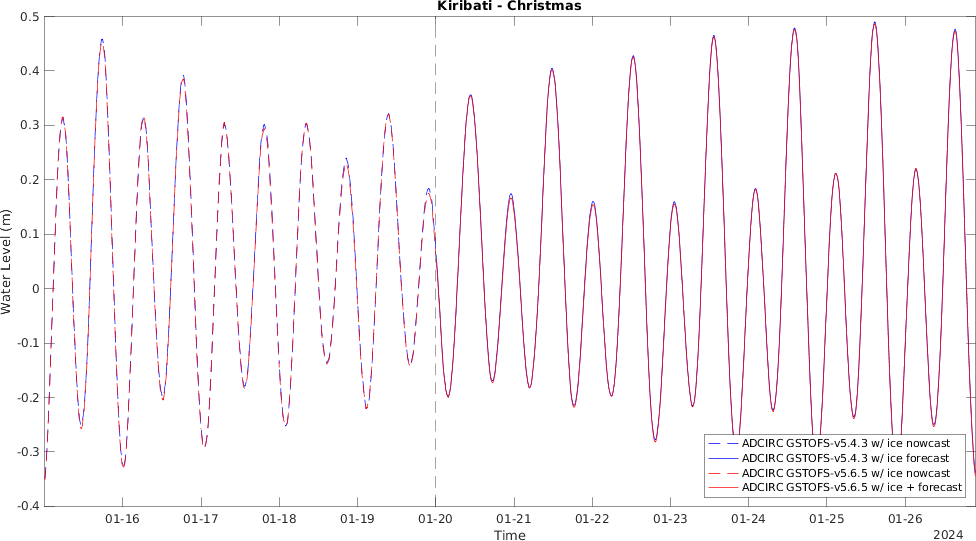 Kiribati - Christmas
0.5
0.4
0.3
0.2
0.1
0
-0.1
-0.2
-0.3
-0.4
Water Level (m)
01-16 01-17 01-18 01-19 01-20 01-21 01-22 01-23 01-24 01-25 01-26
Time
2024
ADCIRC GSTOFS-v5.4.3 w/ ice nowcast
ADCIRC GSTOFS-v5.4.3 w/ ice forecast
ADCIRC GSTOFS-v5.6.5 w/ ice nowcast
ADCIRC GSTOFS-v5.6.5 w/ ice + forecast